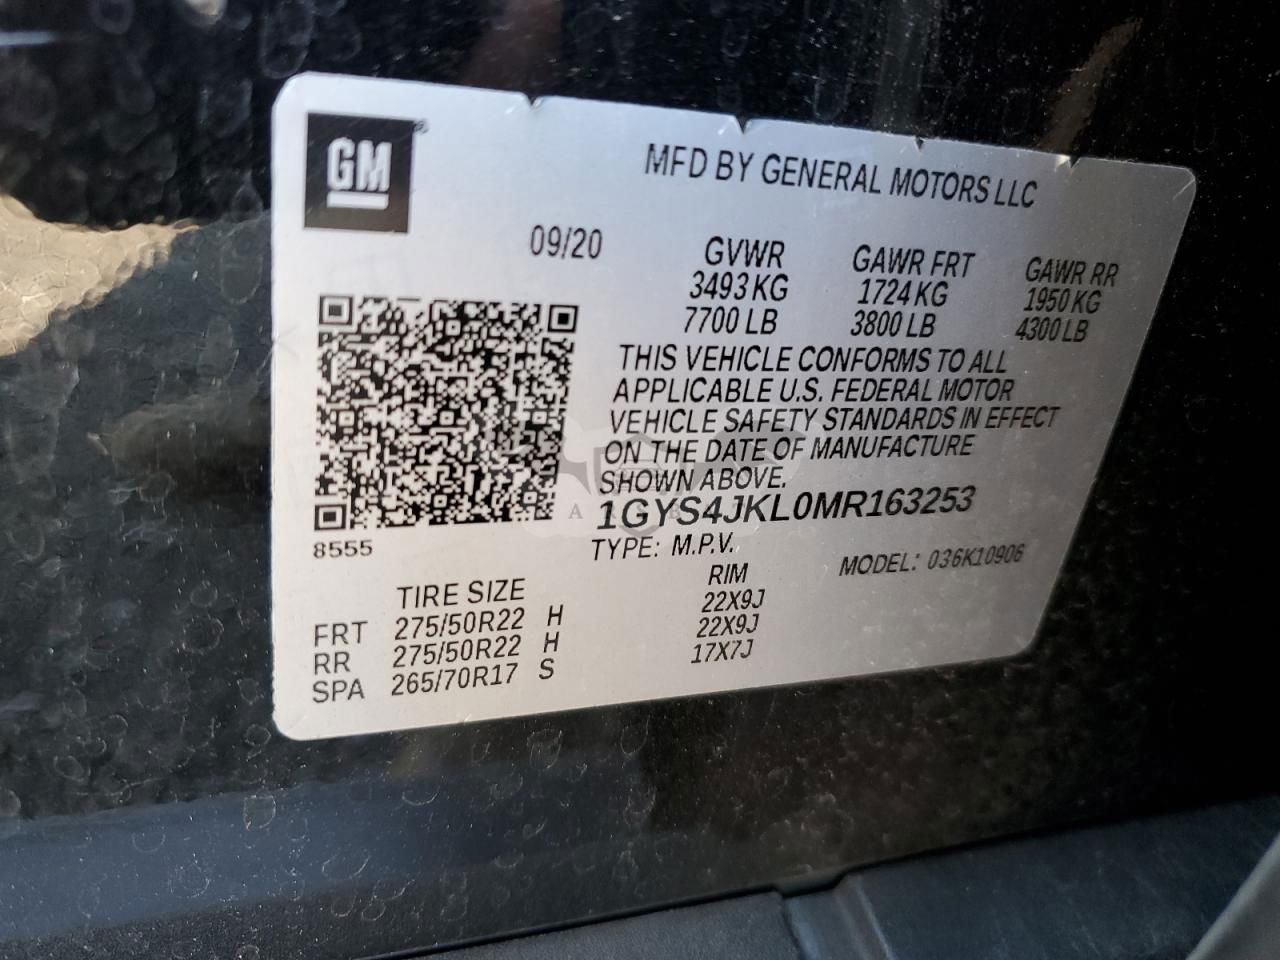 GM
MFD BY GENERAL MOTORS LLC
09/20
GVWR GAWR FRT GAWR RR
3493 KG 1724 KG 1950 KG
7700 LB 3800 LB 4300 LB
THIS VEHICLE CONFORMS TO ALL
APPLICABLE U.S. FEDERAL MOTOR
VEHICLE SAFETY STANDARDS IN EFFECT
ON THE DATE OF MANUFACTURE
SHOWN ABOVE.
1GYS4JKL0MR163253
8555
TYPE: M.P.V. MODEL: 036K10906
TIRE SIZE RIM
FRT 275/50R22 H 22X9J
RR 275/50R22 H 22X9J
SPA 265/70R17 S 17X7J